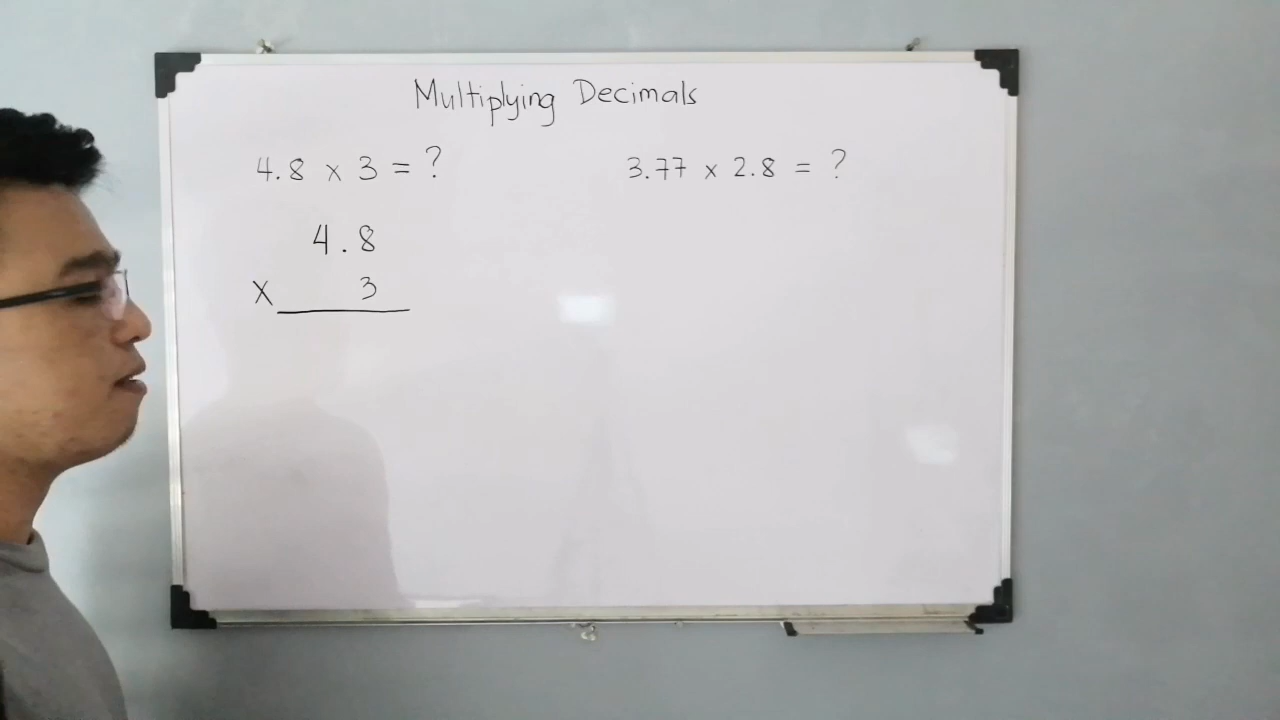 Multiplying Decimals
4.8 x 3 = ?
4.8
x 3
3.77 x 2.8 = ?